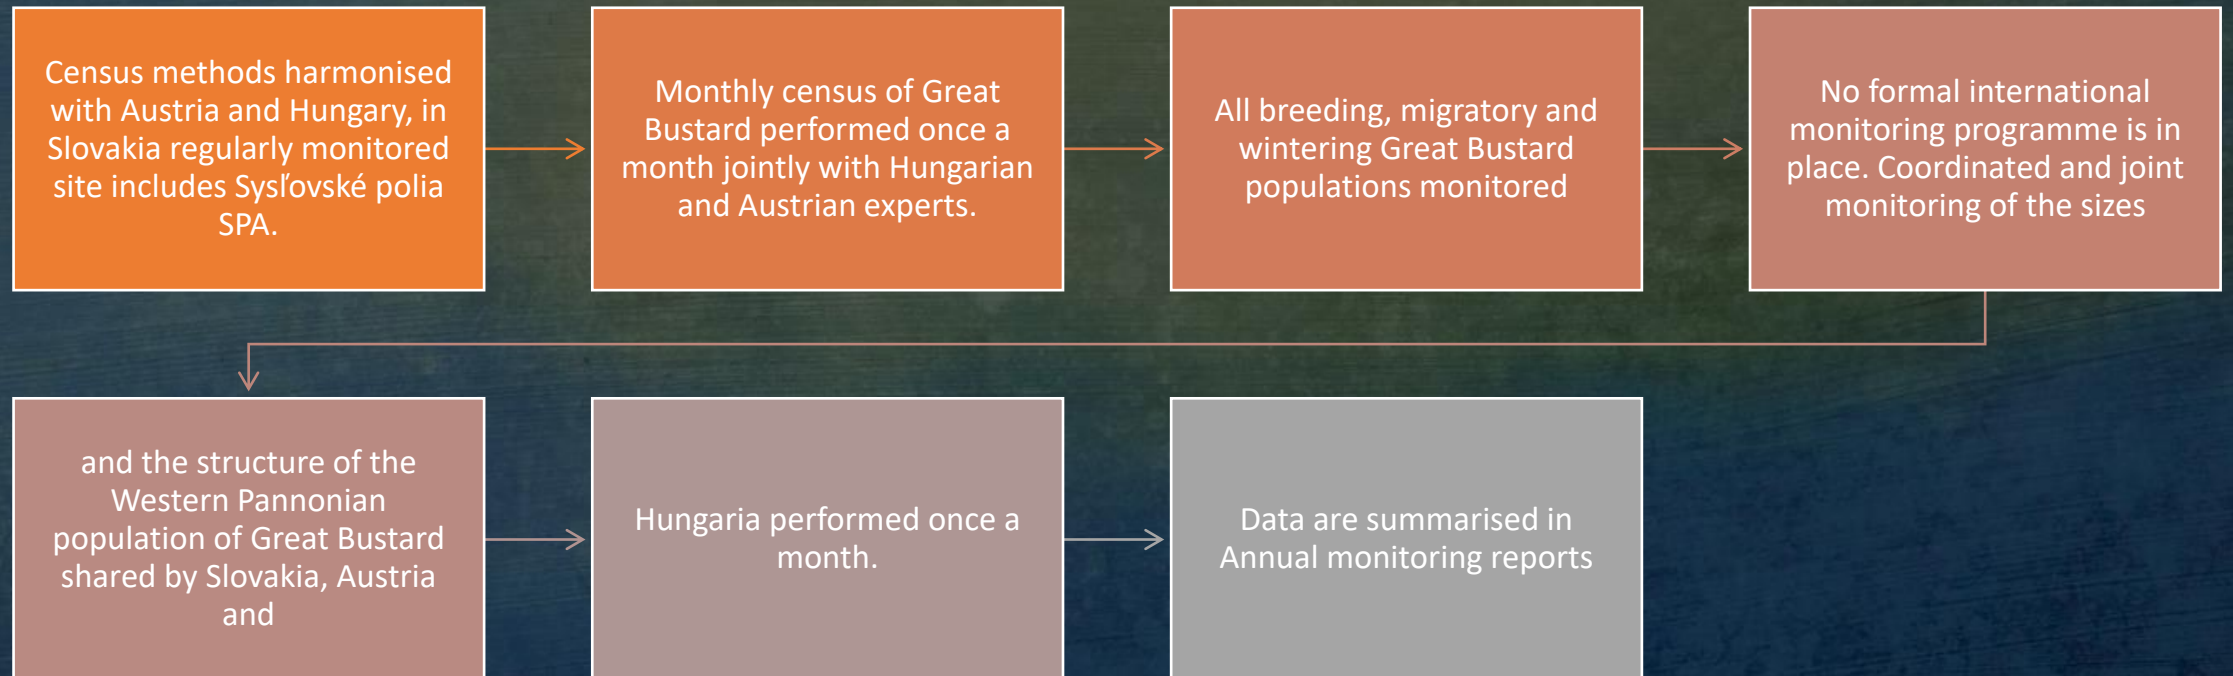 Census methods harmonised
with Austria and Hungary, in
Slovakia regularly monitored
site includes Sysľovské polia
SPA.
Monthly census of Great
Bustard performed once a
month jointly with Hungarian
and Austrian experts.
All breeding, migratory and
wintering Great Bustard
populations monitored
No formal international
monitoring programme is in
place. Coordinated and joint
monitoring of the sizes
and the structure of the
Western Pannonian
population of Great Bustard
shared by Slovakia, Austria
and
Hungaria performed once a
month.
Data are summarised in
Annual monitoring reports